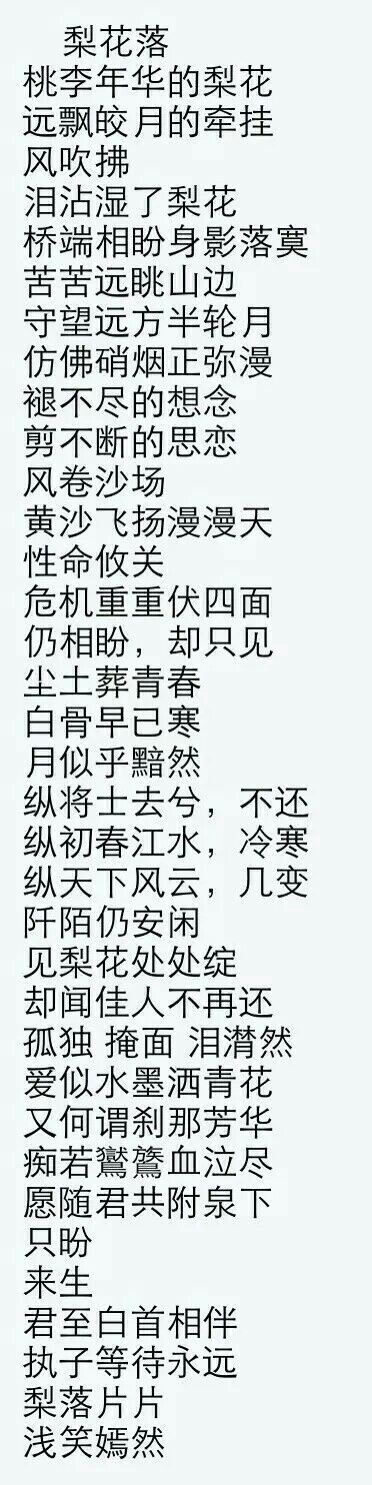 梨花落
桃李年华的梨花
远飘皎月的牵挂
风吹拂
泪沾湿了梨花
桥端相盼身影落寞
苦苦远眺山边
守望远方半轮月
仿佛硝烟正弥漫
褪不尽的想念
剪不断的思恋
风卷沙场
黄沙飞扬漫漫天
性命攸关
危机重重伏四面
仍相盼，却只见
尘土葬青春
白骨早已寒
月似乎黯然
纵将士去兮，不还
纵初春江水，冷寒
纵天下风云，几变
阡陌仍安闲
见梨花处处绽
却闻佳人不再还
孤独 掩面 泪潸然
爱似水墨洒青花
又何谓刹那芳华
痴若鸑鷟血泣尽
愿随君共附泉下
只盼
来生
君至白首相伴
执子等待永远
梨落片片
浅笑嫣然